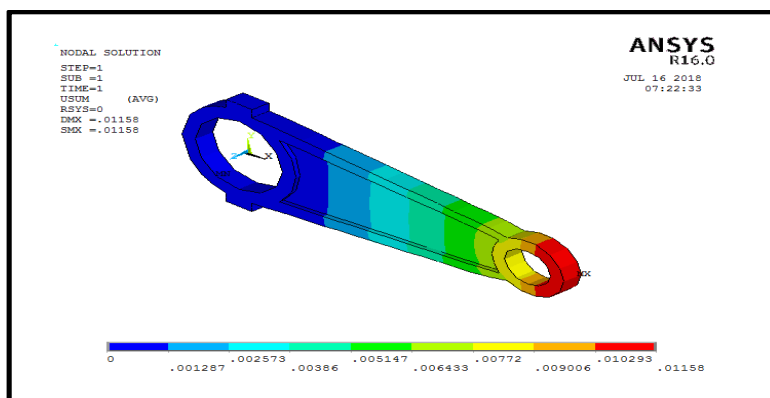 NODAL SOLUTION
STEP=1
SUB =1
TIME=1
USUM (AVG)
RSYS=0
DMX =.01158
SMX =.01158
ANSYS
R16.0
JUL 16 2018
07:22:33
X
0 .002573 .005147 .00772 .010293
.001287 .00386 .006433 .009006 .01158